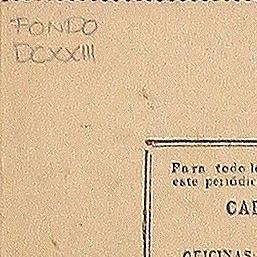 FONDO
DCXXIII
Para todo l
este periódic
CA
OFICINAS